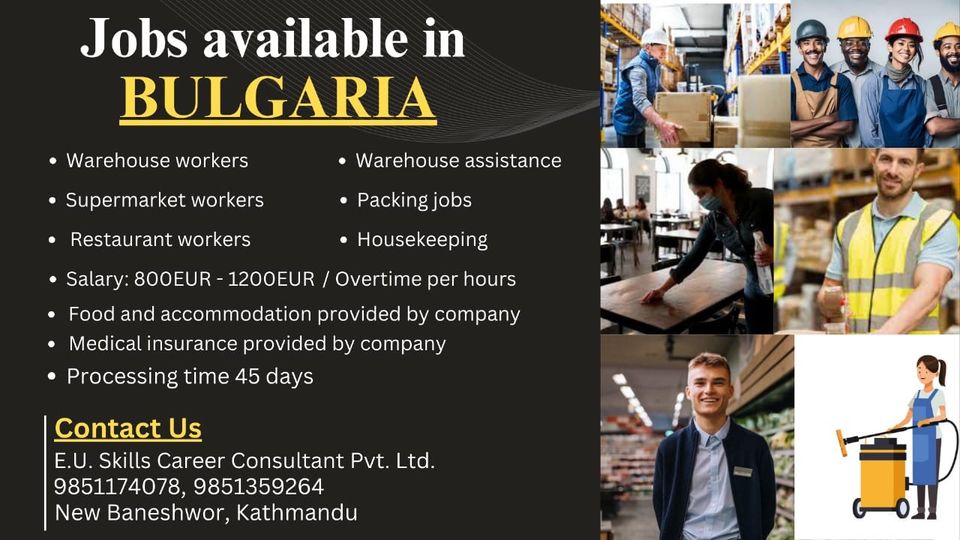 Jobs available in
BULGARIA
• Warehouse workers
• Warehouse assistance
• Supermarket workers
• Packing jobs
• Restaurant workers
• Housekeeping
• Salary: 800EUR - 1200EUR / Overtime per hours
• Food and accommodation provided by company
• Medical insurance provided by company
• Processing time 45 days
Contact Us
E.U. Skills Career Consultant Pvt. Ltd.
9851174078, 9851359264
New Baneshwor, Kathmandu